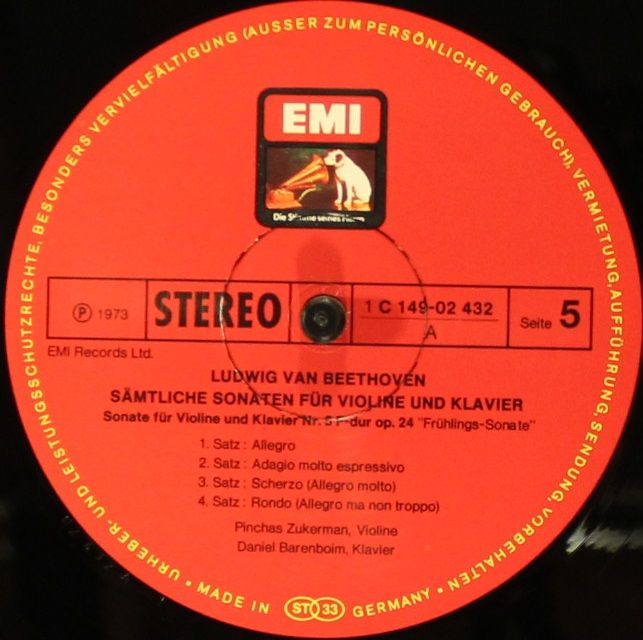 URHEBER- UND LEISTUNGSSCHUTZRECHTE, BESONDERS VERVIELFÄLTIGUNG (AUSSER ZUM PERSÖNLICHEN GEBRAUCH), VERMIETUNG, AUFFÜHRUNG, SENDUNG, VORBEHALTEN
EMI
Die Stimme seines Herrn
℗ 1973
STEREO
1 C 149-02 432
A
Seite 5
EMI Records Ltd.
LUDWIG VAN BEETHOVEN
SÄMTLICHE SONATEN FÜR VIOLINE UND KLAVIER
Sonate für Violine und Klavier Nr. 5 F-dur op. 24 "Frühlings-Sonate"
1. Satz : Allegro
2. Satz : Adagio molto espressivo
3. Satz : Scherzo (Allegro molto)
4. Satz : Rondo (Allegro ma non troppo)
Pinchas Zukerman, Violine
Daniel Barenboim, Klavier
• MADE IN ST 33 GERMANY •